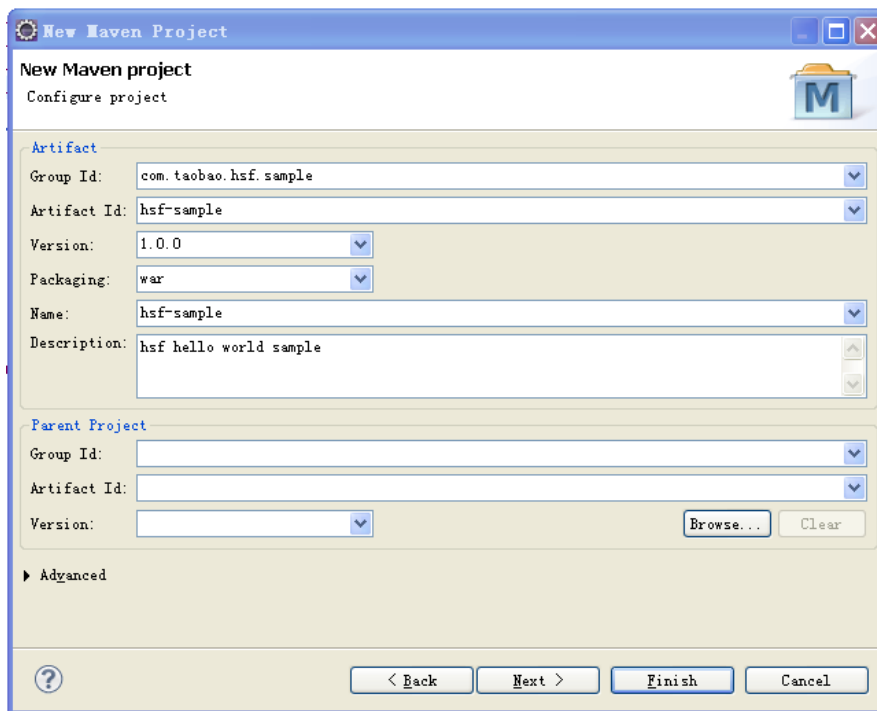 New Maven Project
New Maven project
Configure project
M
Artifact
Group Id: com.taobao.hsf.sample
Artifact Id: hsf-sample
Version: 1.0.0
Packaging: war
Name: hsf-sample
Description: hsf hello world sample
Parent Project
Group Id:
Artifact Id:
Version: Browse... Clear
Advanced
? < Back Next > Finish Cancel